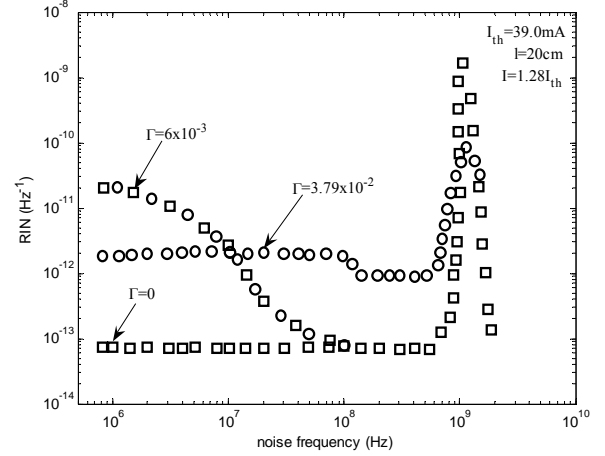 10^-8
10^-9
10^-10
10^-11
10^-12
10^-13
10^-14
RIN (Hz^-1)
I_th=39.0mA
l=20cm
I=1.28I_th
Γ=6x10^-3
Γ=3.79x10^-2
Γ=0
10^6 10^7 10^8 10^9 10^10
noise frequency (Hz)